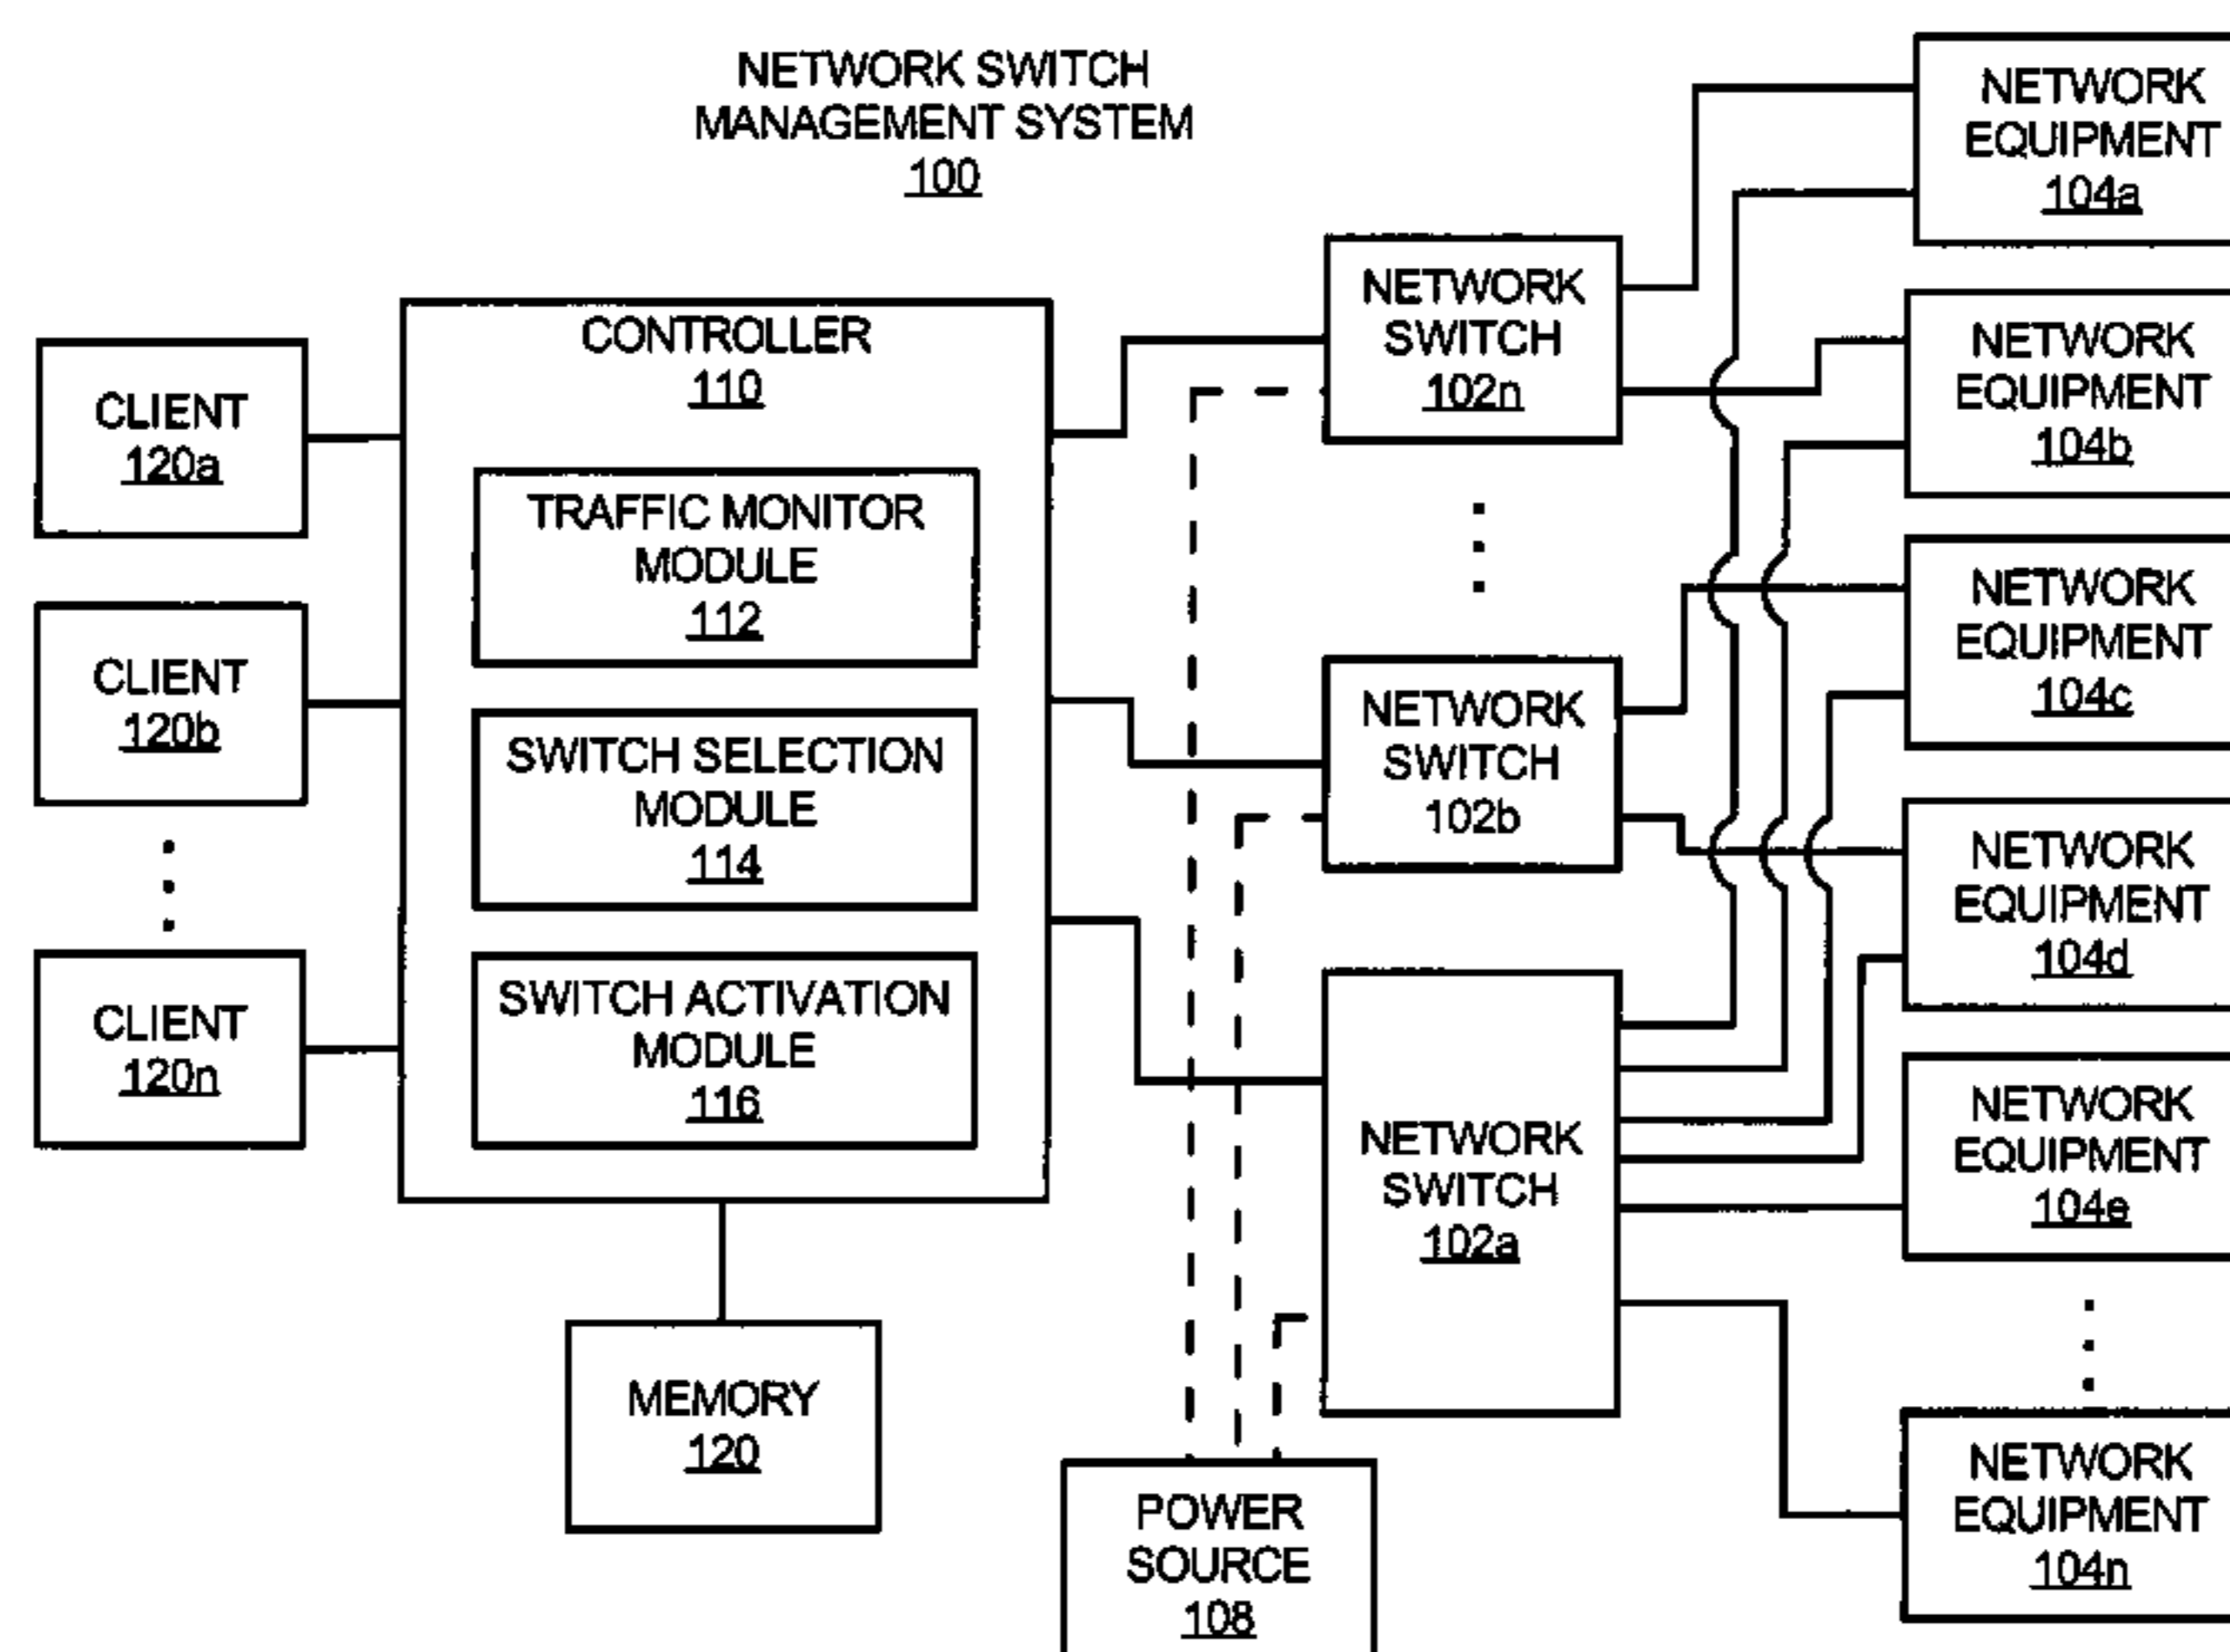 NETWORK SWITCH
MANAGEMENT SYSTEM
100
CLIENT
120a
CLIENT
120b
CLIENT
120n
CONTROLLER
110
TRAFFIC MONITOR
MODULE
112
SWITCH SELECTION
MODULE
114
SWITCH ACTIVATION
MODULE
116
MEMORY
120
NETWORK
SWITCH
102n
NETWORK
SWITCH
102b
NETWORK
SWITCH
102a
POWER
SOURCE
108
NETWORK
EQUIPMENT
104a
NETWORK
EQUIPMENT
104b
NETWORK
EQUIPMENT
104c
NETWORK
EQUIPMENT
104d
NETWORK
EQUIPMENT
104e
NETWORK
EQUIPMENT
104n